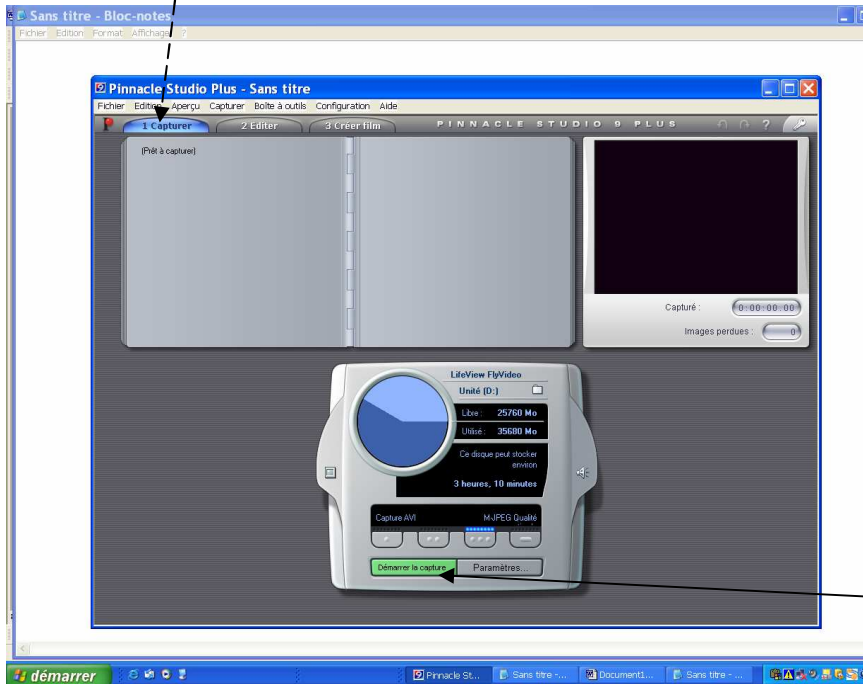 Sans titre - Bloc-notes
Fichier Edition Format Affichage ?
Pinnacle Studio Plus - Sans titre
Fichier Edition Aperçu Capturer Boîte à outils Configuration Aide
1 Capturer 2 Editer 3 Créer film PINNACLE STUDIO 9 PLUS ?
(Prêt à capturer)
Capturé : 0:00:00.00
Images perdues : 0
LifeView FlyVideo
Unité (D:)
Libre : 25760 Mo
Utilisé : 35680 Mo
Ce disque peut stocker
environ
3 heures, 10 minutes
Capture AVI MJPEG Qualité
Démarrer la capture Paramètres...
démarrer Pinnacle St... Sans titre -... Document1... Sans titre - ...